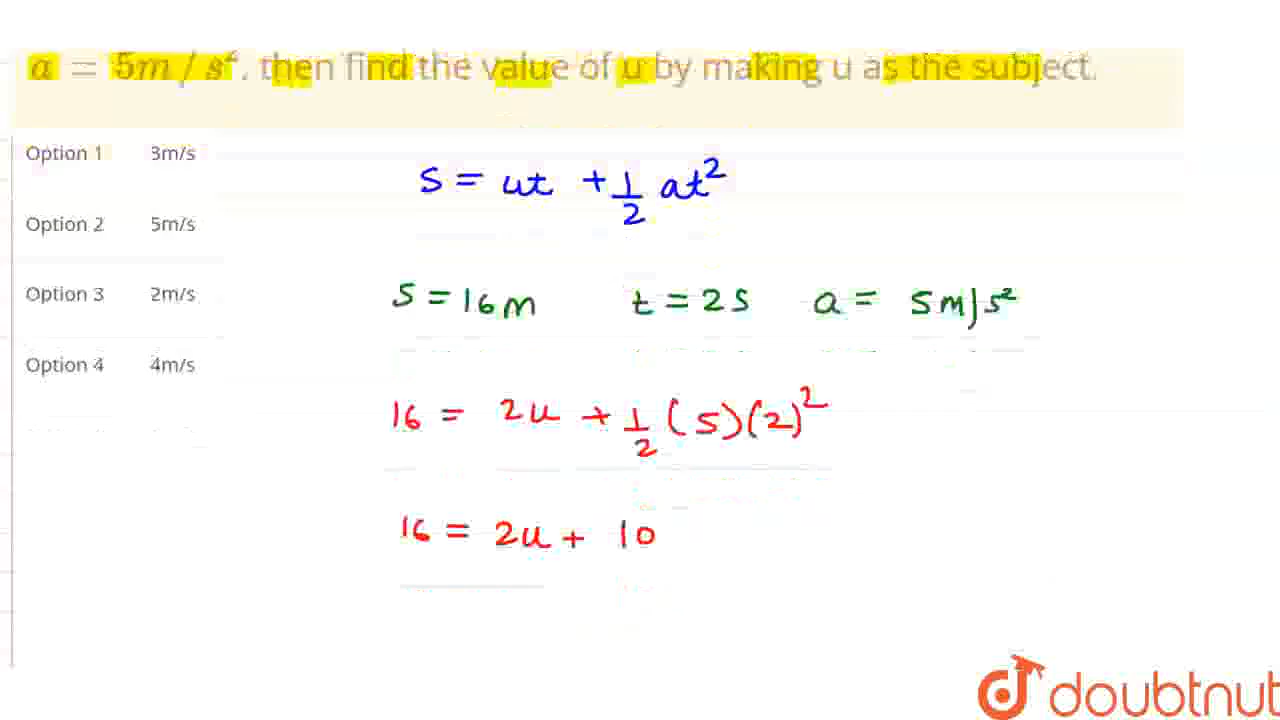 a = 5m / s². then find the value of u by making u as the subject.
Option 1 3m/s
Option 2 5m/s
Option 3 2m/s
Option 4 4m/s
s = ut + 1/2 at²
s = 16m t = 2s a = 5m/s²
16 = 2u + 1/2 (5)(2)²
16 = 2u + 10
doubtnut